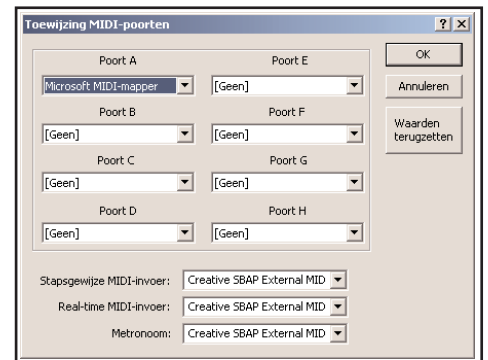 Toewijzing MIDI-poorten
Poort A
Poort E
OK
Microsoft MIDI-mapper
[Geen]
Annuleren
Poort B
Poort F
[Geen]
[Geen]
Waarden
terugzetten
Poort C
Poort G
[Geen]
[Geen]
Poort D
Poort H
[Geen]
[Geen]
Stapsgewijze MIDI-invoer:
Creative SBAP External MID
Real-time MIDI-invoer:
Creative SBAP External MID
Metronoom:
Creative SBAP External MID